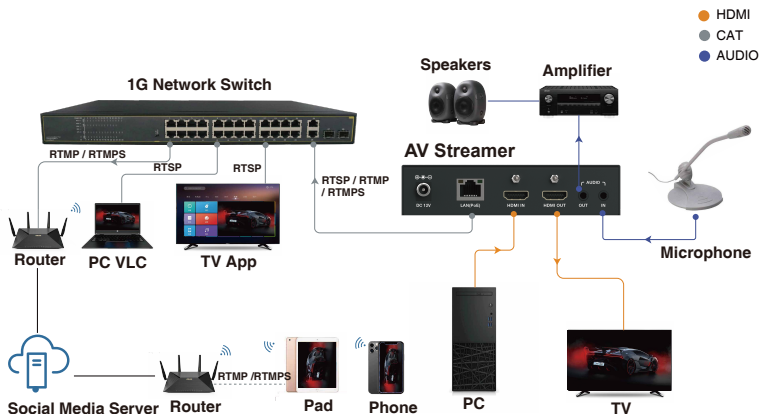 HDMI
CAT
AUDIO
Speakers
Amplifier
1G Network Switch
RTMP / RTMPS
RTSP
RTSP
RTSP / RTMP
/ RTMPS
AV Streamer
AUDIO
DC 12V
LAN(PoE)
HDMI IN
HDMI OUT
OUT
IN
Microphone
Router
PC VLC
TV App
RTMP /RTMPS
Social Media Server
Router
Pad
Phone
PC
TV